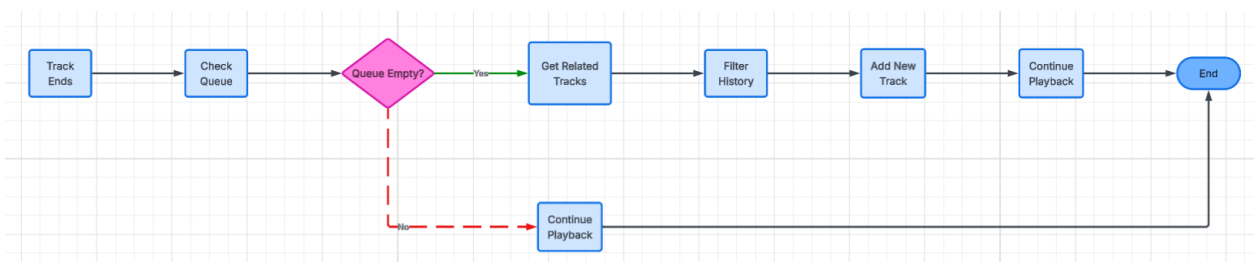 Track
Ends
Check
Queue
Queue Empty?
Yes
Get Related
Tracks
Filter
History
Add New
Track
Continue
Playback
End
No
Continue
Playback